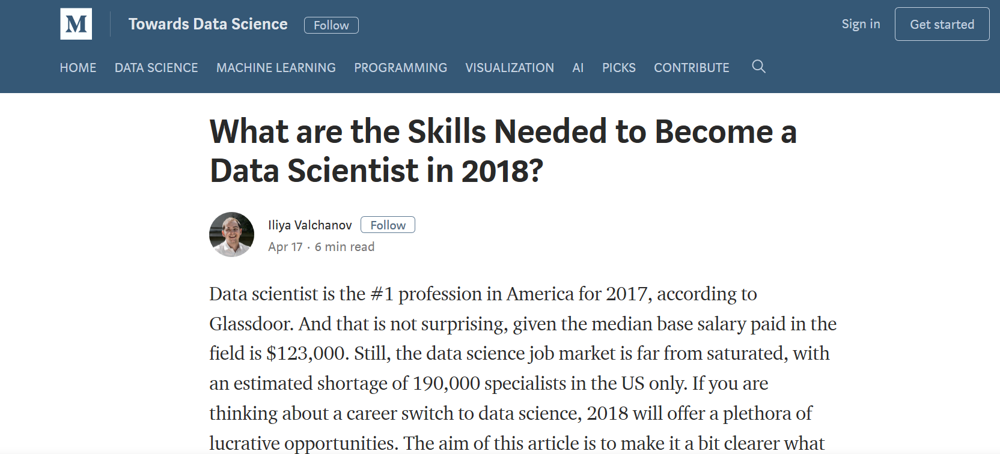 M
Towards Data Science
Follow
Sign in
Get started
HOME DATA SCIENCE MACHINE LEARNING PROGRAMMING VISUALIZATION AI PICKS CONTRIBUTE
What are the Skills Needed to Become a
Data Scientist in 2018?
Iliya Valchanov
Follow
Apr 17 · 6 min read
Data scientist is the #1 profession in America for 2017, according to
Glassdoor. And that is not surprising, given the median base salary paid in the
field is $123,000. Still, the data science job market is far from saturated, with
an estimated shortage of 190,000 specialists in the US only. If you are
thinking about a career switch to data science, 2018 will offer a plethora of
lucrative opportunities. The aim of this article is to make it a bit clearer what